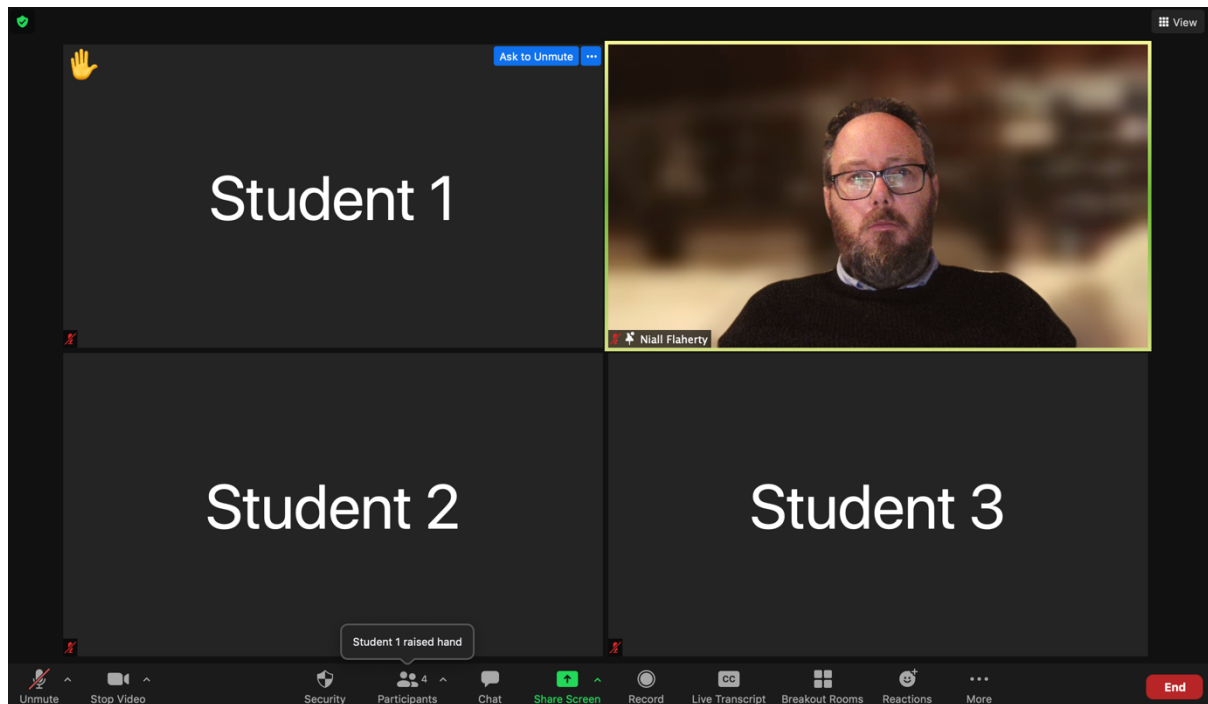 View
Ask to Unmute
Student 1
Niall Flaherty
Student 2
Student 3
Student 1 raised hand
Unmute
Stop Video
Security
4
Participants
Chat
Share Screen
Record
CC
Live Transcript
Breakout Rooms
Reactions
More
End